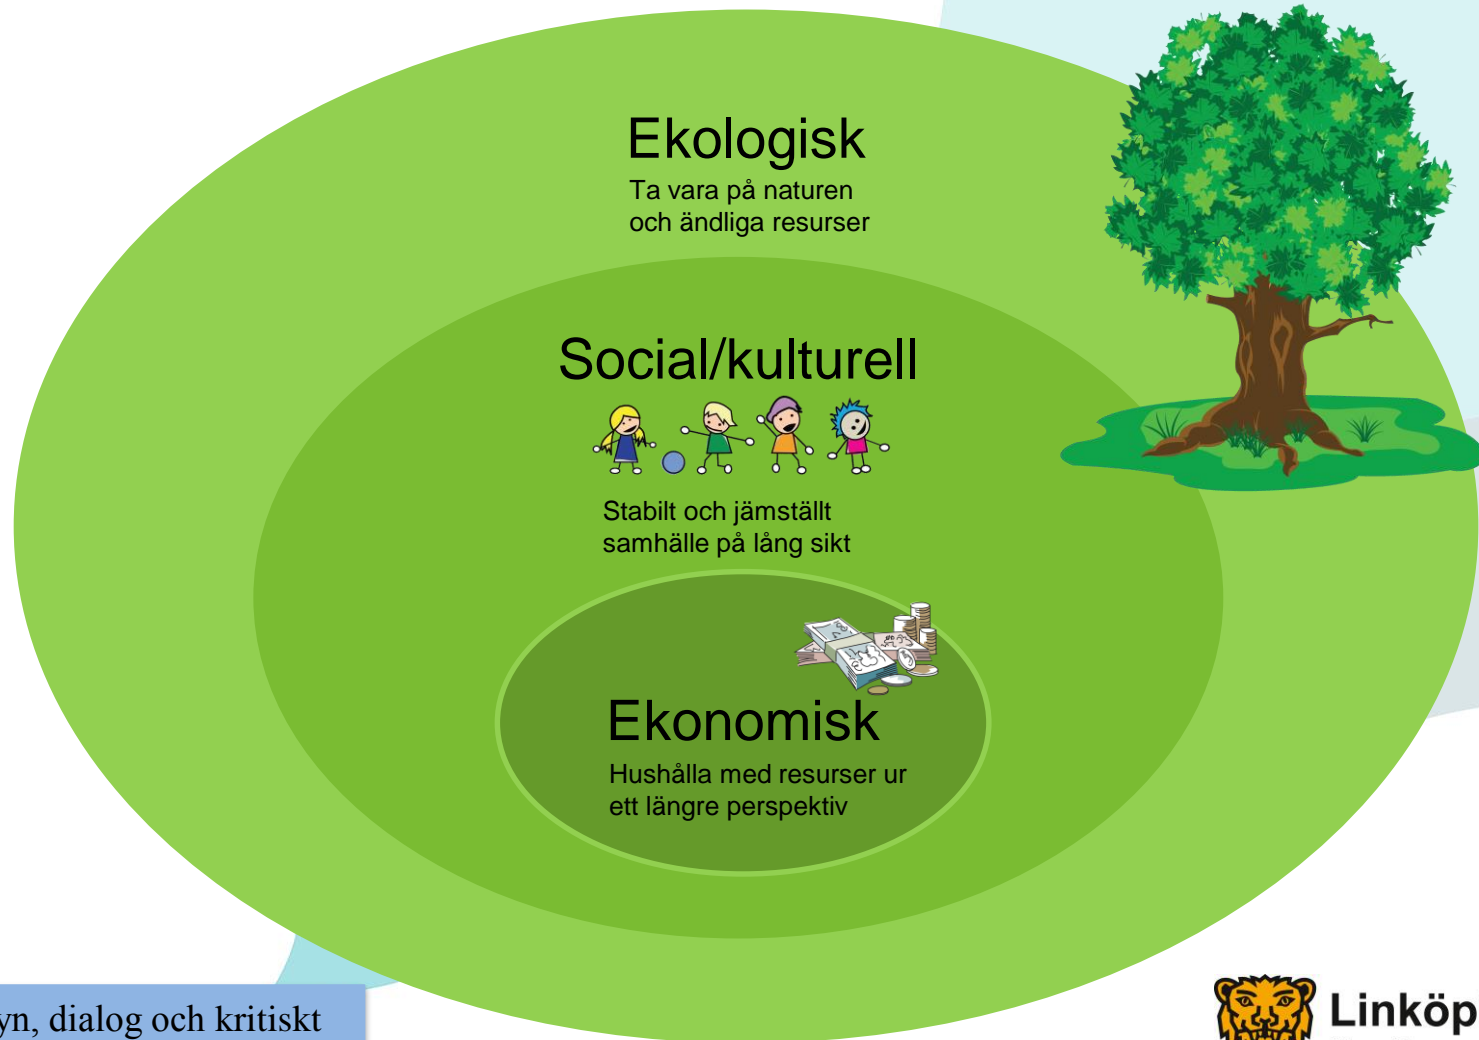 Ekologisk
Ta vara på naturen
och ändliga resurser
Social/kulturell
Stabilt och jämställt
samhälle på lång sikt
Ekonomisk
Hushålla med resurser ur
ett längre perspektiv
yn, dialog och kritiskt
Linköp